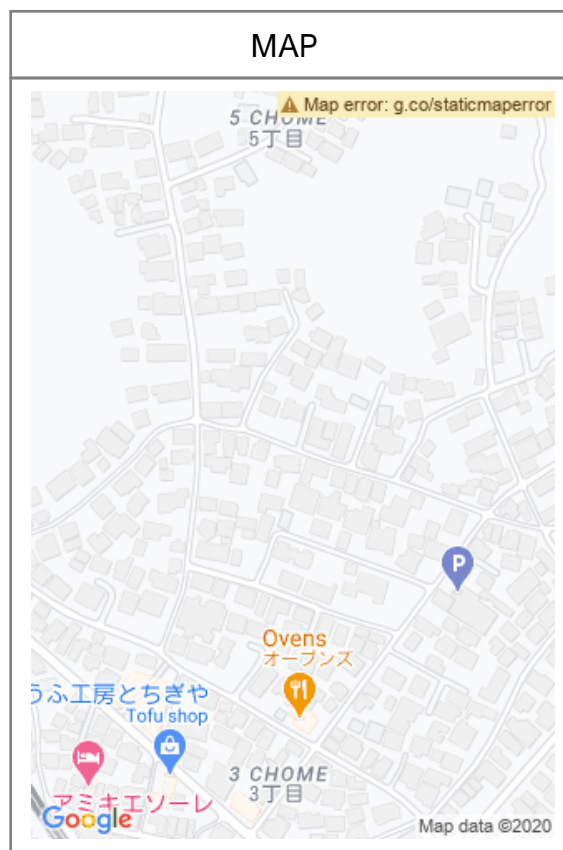 MAP
Map error: g.co/staticmaperror
5 CHOME
5丁目
P
Ovens
オーブンズ
うふ工房とちぎや
Tofu shop
3 CHOME
3丁目
アミキエソーレ
Google
Map data ©2020